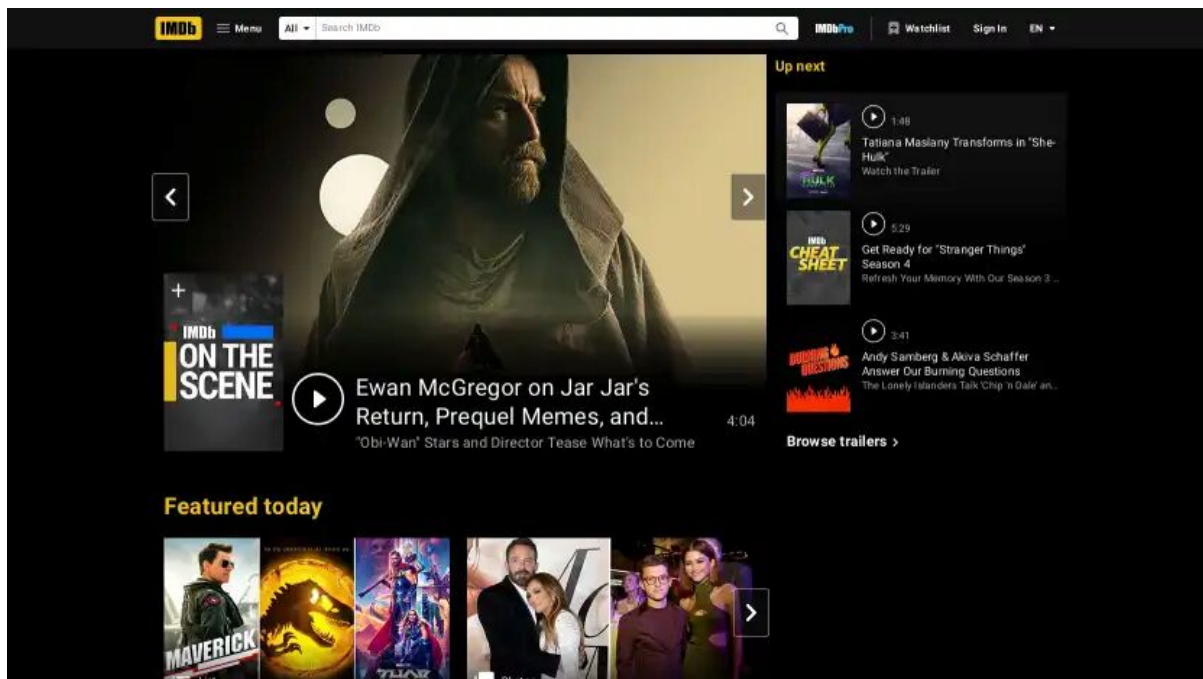 IMDb
Menu
All
Search IMDb
IMDbPro
Watchlist
Sign In
EN
Up next
1:48
Tatiana Maslany Transforms in "She-
Hulk"
Watch the Trailer
HULK
5:29
Get Ready for "Stranger Things"
Season 4
Refresh Your Memory With Our Season 3 ...
IMDb
CHEAT
SHEET
3:41
Andy Samberg & Akiva Schaffer
Answer Our Burning Questions
The Lonely Islanders Talk 'Chip 'n Dale' an...
BURNING
QUESTIONS
Browse trailers
IMDb
ON THE
SCENE
Ewan McGregor on Jar Jar's
Return, Prequel Memes, and...
4:04
"Obi-Wan" Stars and Director Tease What's to Come
Featured today
MAVERICK
THOR